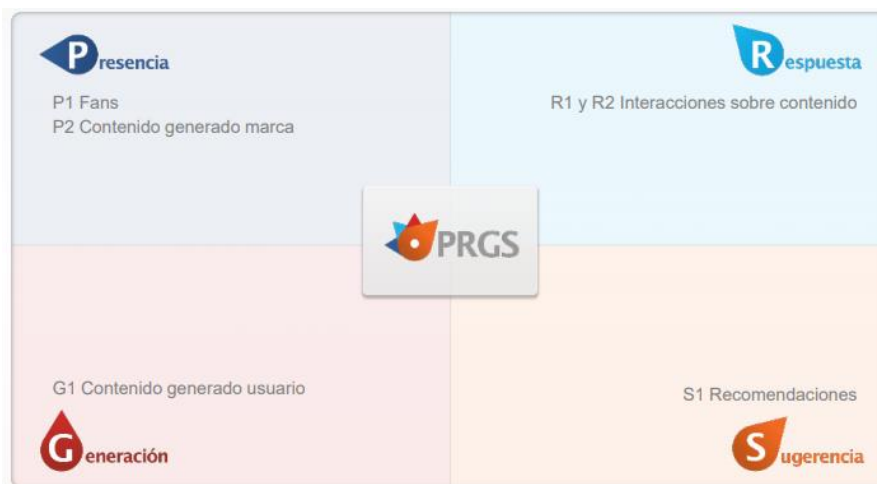 Presencia
P1 Fans
P2 Contenido generado marca
Respuesta
R1 y R2 Interacciones sobre contenido
PRGS
G1 Contenido generado usuario
Generación
S1 Recomendaciones
Sugerencia